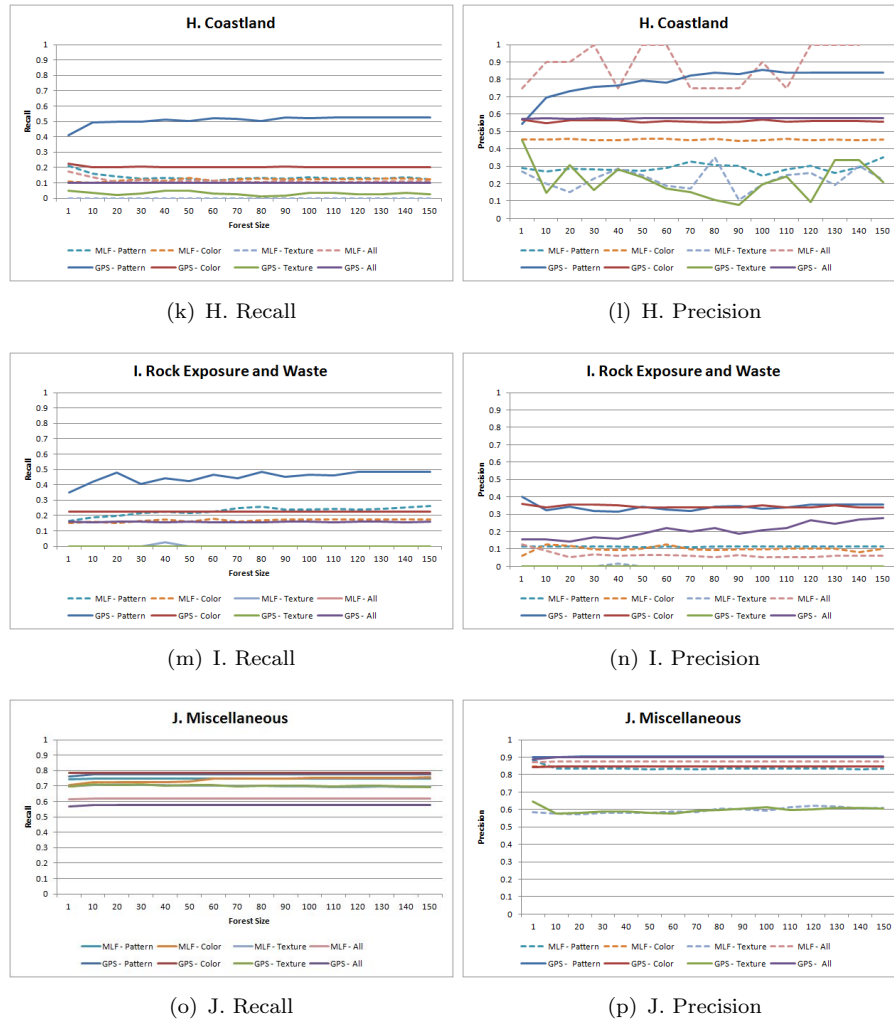 H. Coastland
1
0.9
0.8
0.7
0.6
0.5
0.4
0.3
0.2
0.1
0
Recall
1 10 20 30 40 50 60 70 80 90 100 110 120 130 140 150
Forest Size
MLF - Pattern MLF - Color MLF - Texture MLF - All
GPS - Pattern GPS - Color GPS - Texture GPS - All
(k) H. Recall
H. Coastland
1
0.9
0.8
0.7
0.6
0.5
0.4
0.3
0.2
0.1
0
Precision
1 10 20 30 40 50 60 70 80 90 100 110 120 130 140 150
MLF - Pattern MLF - Color MLF - Texture MLF - All
GPS - Pattern GPS - Color GPS - Texture GPS - All
(l) H. Precision
I. Rock Exposure and Waste
1
0.9
0.8
0.7
0.6
0.5
0.4
0.3
0.2
0.1
0
Recall
1 10 20 30 40 50 60 70 80 90 100 110 120 130 140 150
MLF - Pattern MLF - Color MLF - Texture MLF - All
GPS - Pattern GPS - Color GPS - Texture GPS - All
(m) I. Recall
I. Rock Exposure and Waste
1
0.9
0.8
0.7
0.6
0.5
0.4
0.3
0.2
0.1
0
Precision
1 10 20 30 40 50 60 70 80 90 100 110 120 130 140 150
MLF - Pattern MLF - Color MLF - Texture MLF - All
GPS - Pattern GPS - Color GPS - Texture GPS - All
(n) I. Precision
J. Miscellaneous
1
0.9
0.8
0.7
0.6
0.5
0.4
0.3
0.2
0.1
0
Recall
1 10 20 30 40 50 60 70 80 90 100 110 120 130 140 150
Forest Size
MLF - Pattern MLF - Color MLF - Texture MLF - All
GPS - Pattern GPS - Color GPS - Texture GPS - All
(o) J. Recall
J. Miscellaneous
1
0.9
0.8
0.7
0.6
0.5
0.4
0.3
0.2
0.1
0
Precision
1 10 20 30 40 50 60 70 80 90 100 110 120 130 140 150
MLF - Pattern MLF - Color MLF - Texture MLF - All
GPS - Pattern GPS - Color GPS - Texture GPS - All
(p) J. Precision